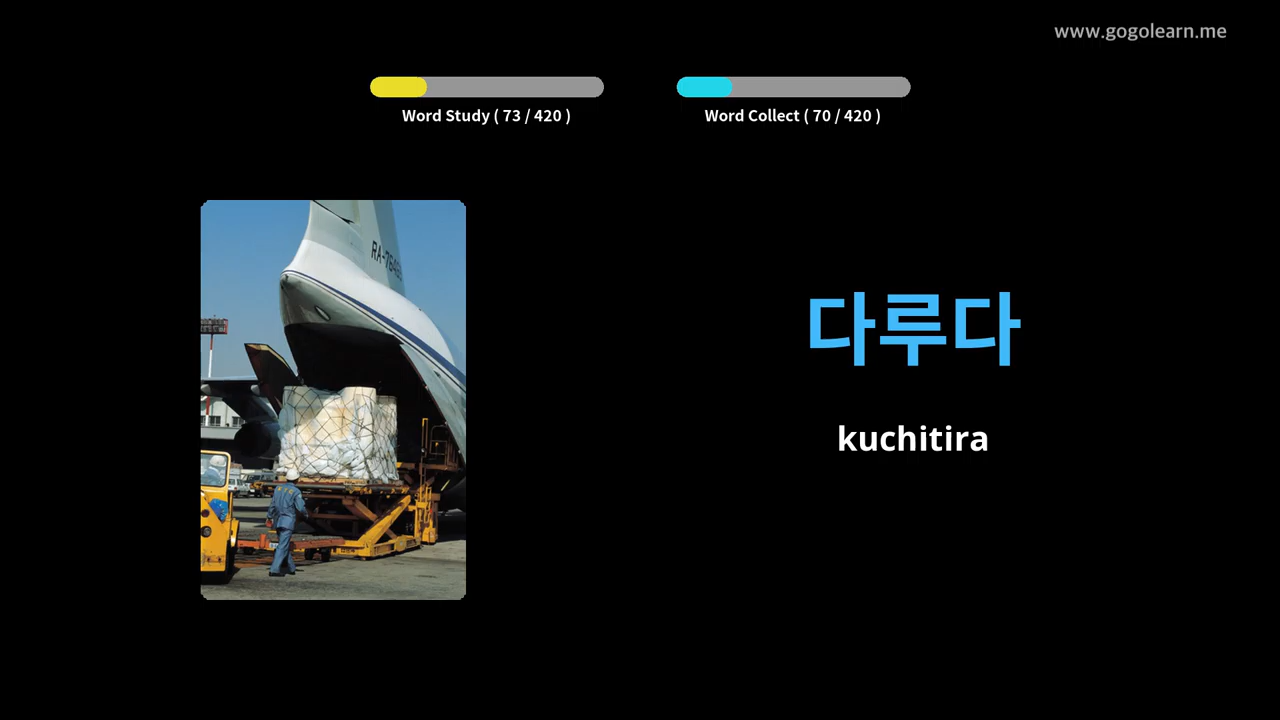 www.gogolearn.me
Word Study ( 73 / 420 )
Word Collect ( 70 / 420 )
다루다
kuchitira